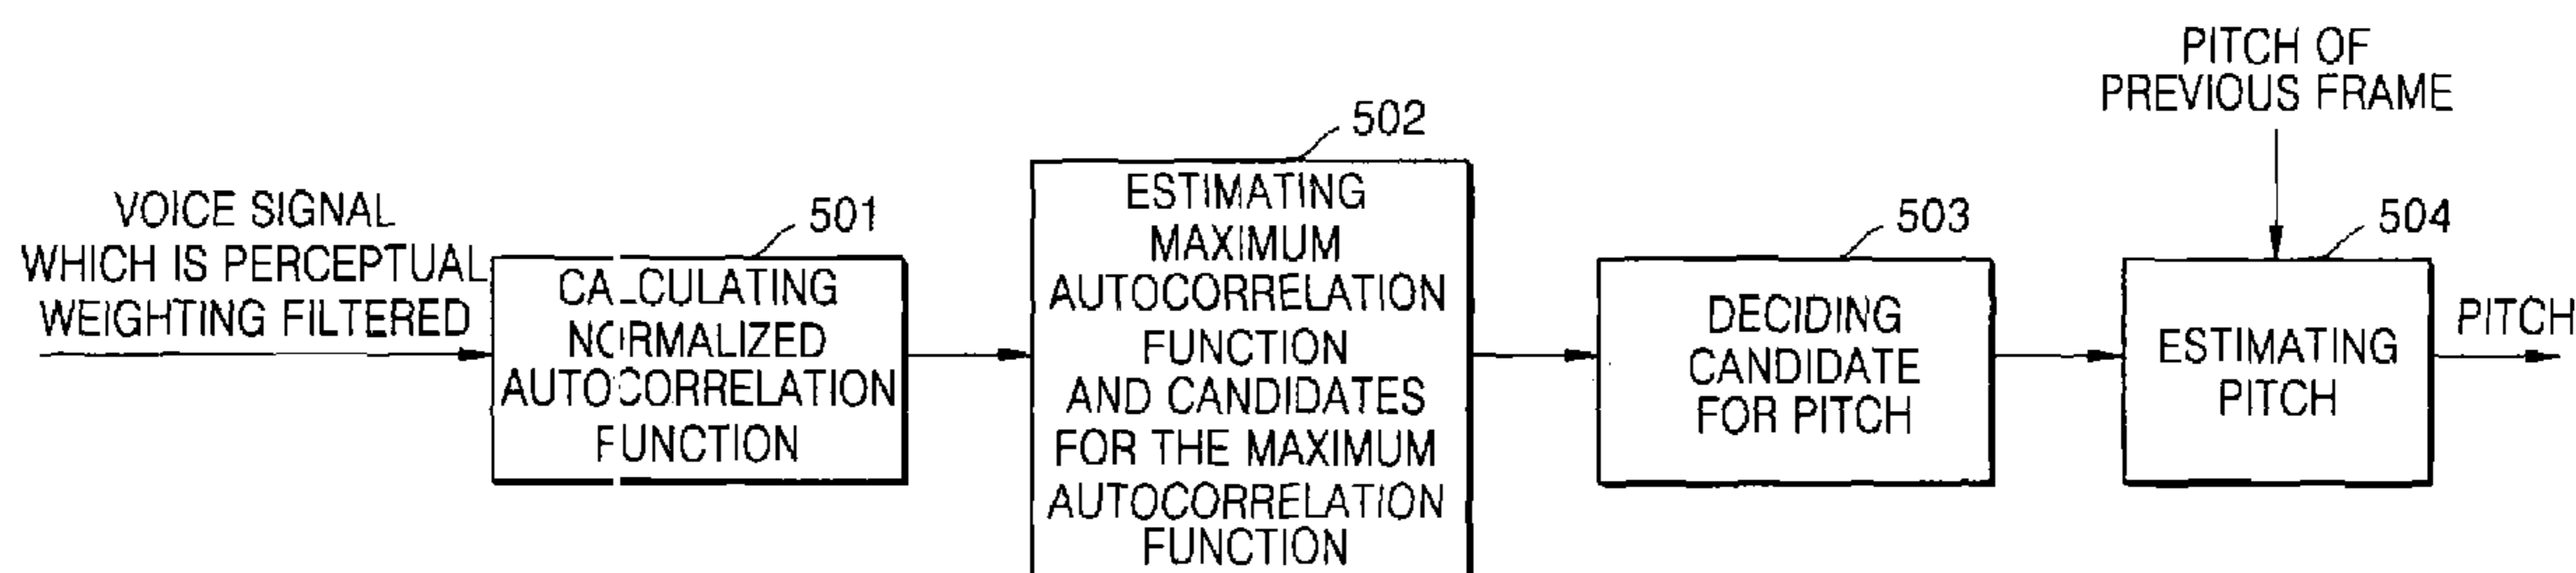 VOICE SIGNAL
WHICH IS PERCEPTUAL
WEIGHTING FILTERED
501
CALCULATING
NORMALIZED
AUTOCORRELATION
FUNCTION
502
ESTIMATING
MAXIMUM
AUTOCORRELATION
FUNCTION
AND CANDIDATES
FOR THE MAXIMUM
AUTOCORRELATION
FUNCTION
503
DECIDING
CANDIDATE
FOR PITCH
PITCH OF
PREVIOUS FRAME
504
ESTIMATING
PITCH
PITCH